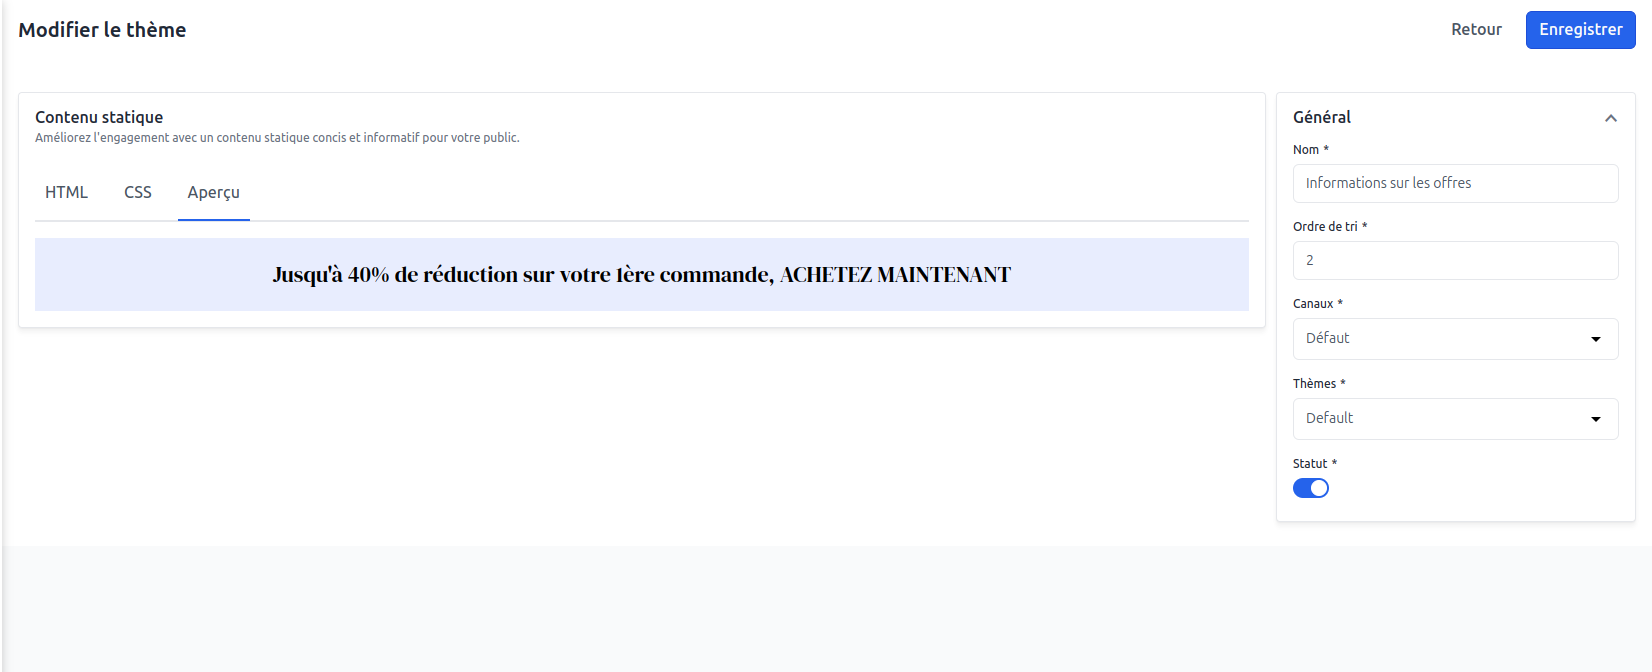 Modifier le thème
Retour
Enregistrer
Contenu statique
Améliorez l'engagement avec un contenu statique concis et informatif pour votre public.
HTML
CSS
Aperçu
Jusqu'à 40% de réduction sur votre 1ère commande, ACHETEZ MAINTENANT
Général
Nom *
Informations sur les offres
Ordre de tri *
2
Canaux *
Défaut
Thèmes *
Default
Statut *